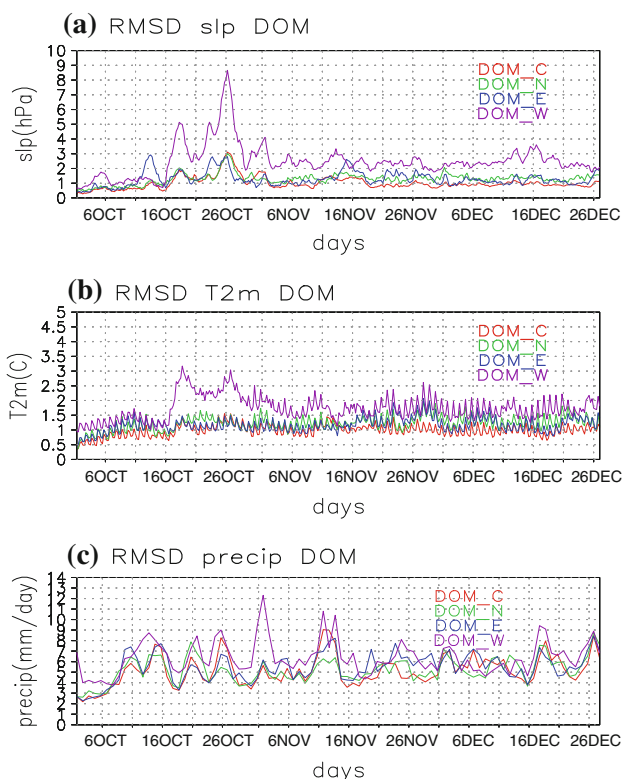 (a) RMSD slp DOM
10
9
8
7
6
5
4
3
2
1
0
slp(hPa)
DOM_C
DOM_N
DOM_E
DOM_W
6OCT 16OCT 26OCT 6NOV 16NOV 26NOV 6DEC 16DEC 26DEC
days
(b) RMSD T2m DOM
5
4.5
4
3.5
3
2.5
2
1.5
1
0.5
0
T2m(C)
DOM_C
DOM_N
DOM_E
DOM_W
6OCT 16OCT 26OCT 6NOV 16NOV 26NOV 6DEC 16DEC 26DEC
days
(c) RMSD precip DOM
14
13
12
11
10
9
8
7
6
5
4
3
2
1
0
precip(mm/day)
DOM_C
DOM_N
DOM_E
DOM_W
6OCT 16OCT 26OCT 6NOV 16NOV 26NOV 6DEC 16DEC 26DEC
days